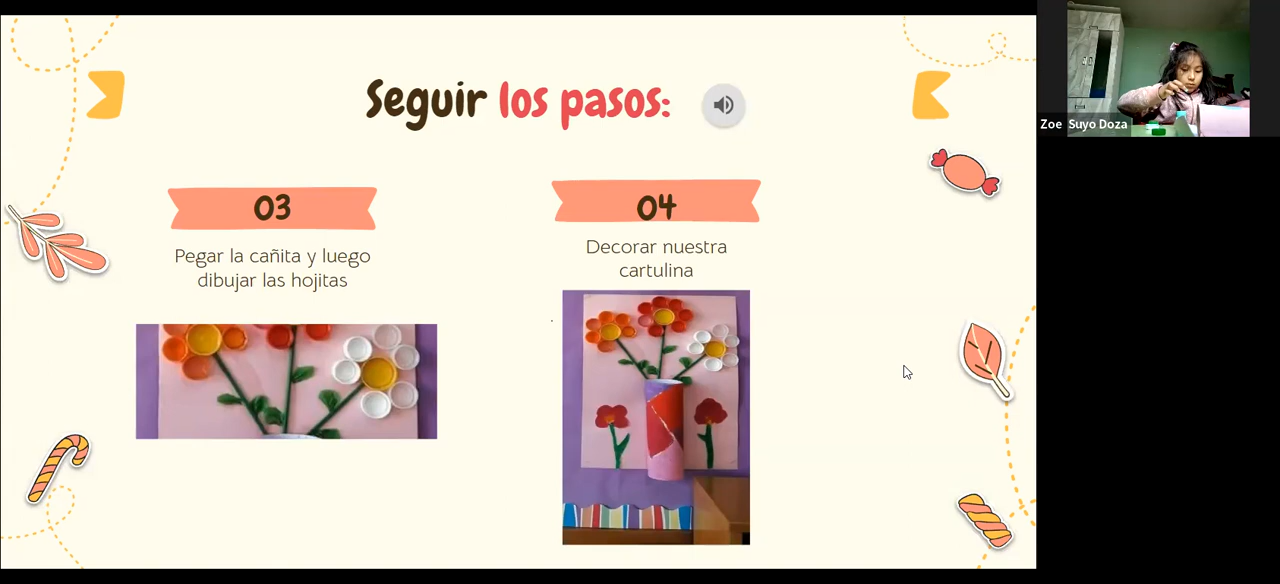 Seguir los pasos:
03
Pegar la cañita y luego
dibujar las hojitas
04
Decorar nuestra
cartulina
Zoe Suyo Doza